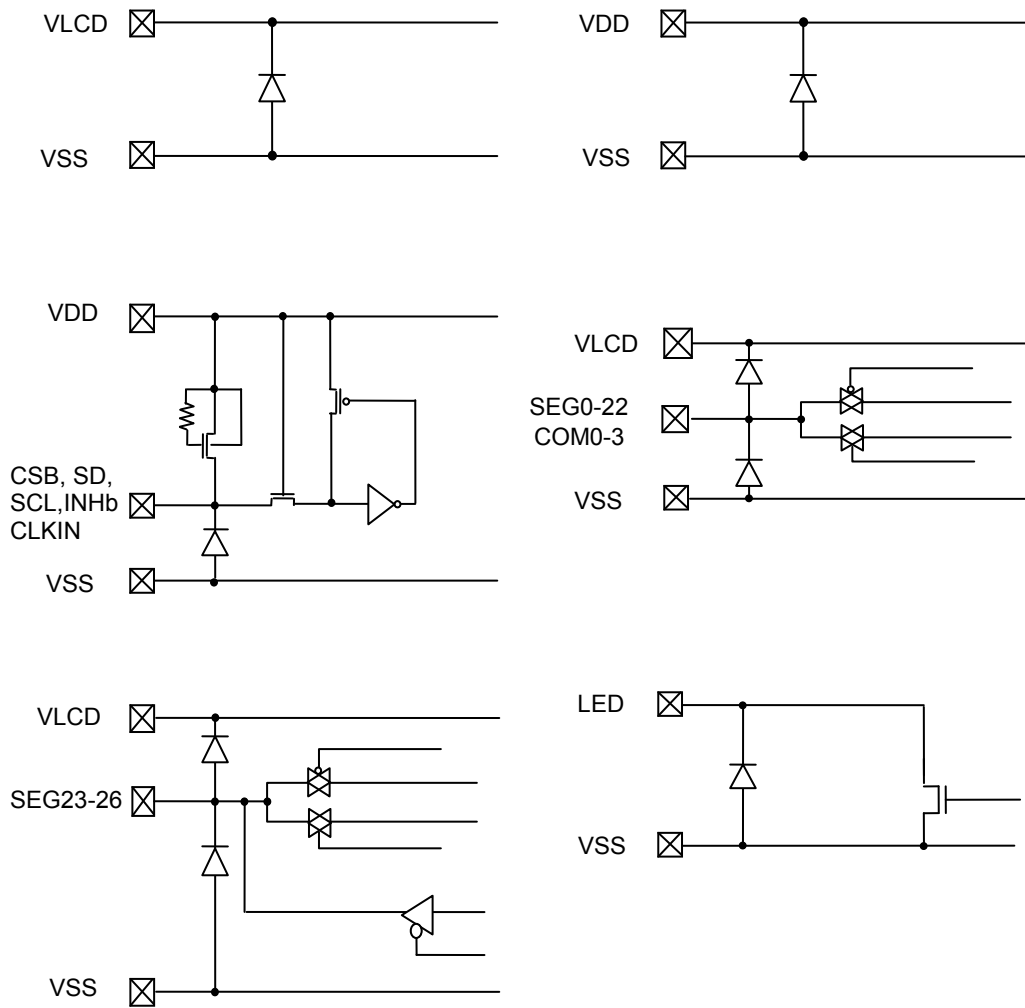 VLCD
VSS
VDD
VSS
VDD
CSB, SD,
SCL,INHb
CLKIN
VSS
VLCD
SEG0-22
COM0-3
VSS
VLCD
SEG23-26
VSS
LED
VSS